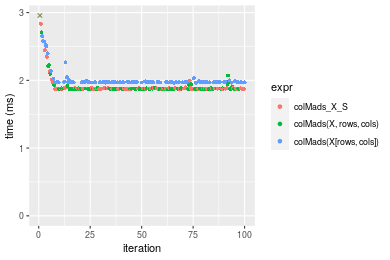 3
2
1
0
time (ms)
0
25
50
75
100
iteration
expr
colMads_X_S
colMads(X, rows, cols)
colMads(X[rows, cols])